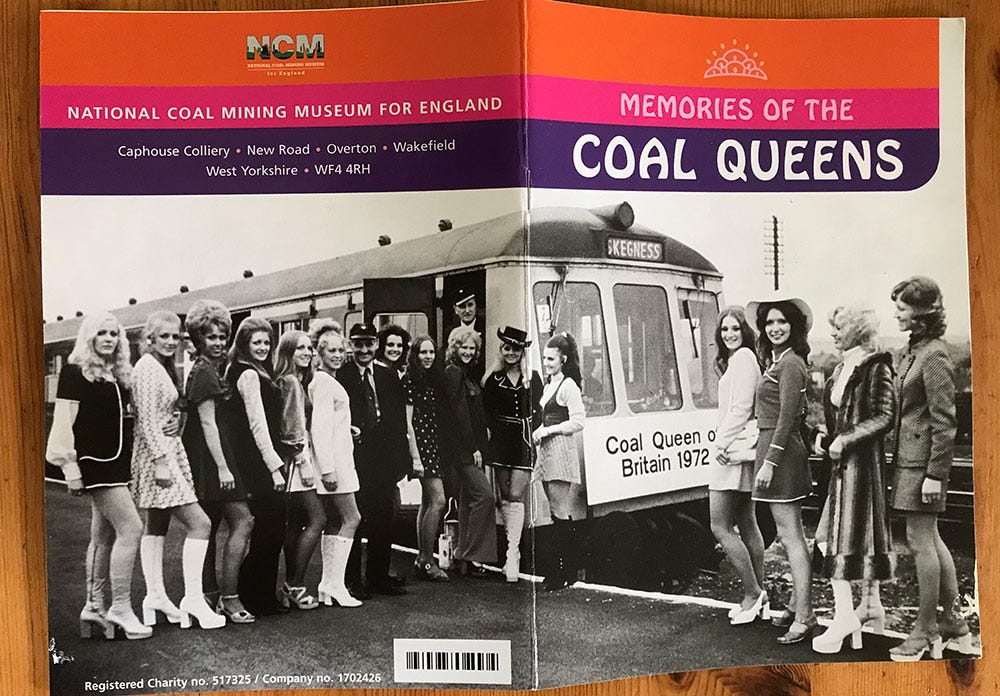 NCM
NATIONAL COAL MINING MUSEUM
for England
NATIONAL COAL MINING MUSEUM FOR ENGLAND
Caphouse Colliery • New Road • Overton • Wakefield
West Yorkshire • WF4 4RH
Registered Charity no. 517325 / Company no. 1702426
MEMORIES OF THE
COAL QUEENS
SKEGNESS
Coal Queen o
Britain 1972